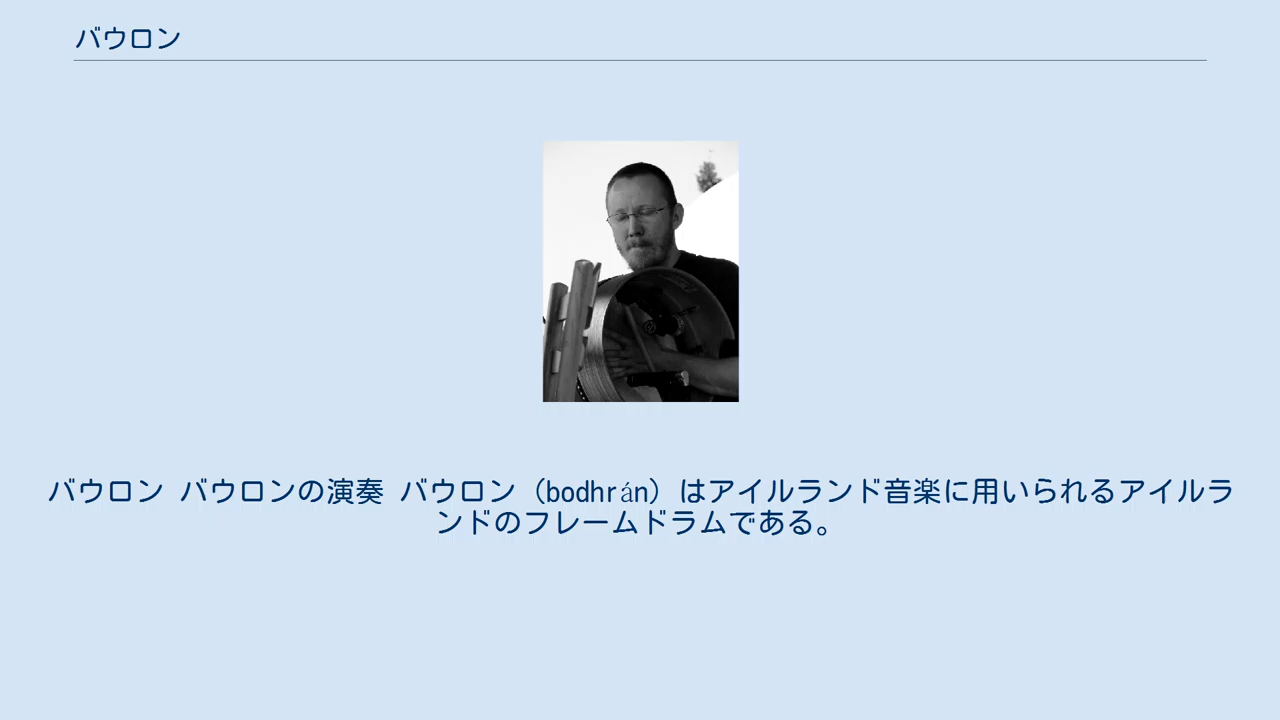 バウロン
バウロン バウロンの演奏 バウロン（bodhrán）はアイルランド音楽に用いられるアイルラ
ンドのフレームドラムである。